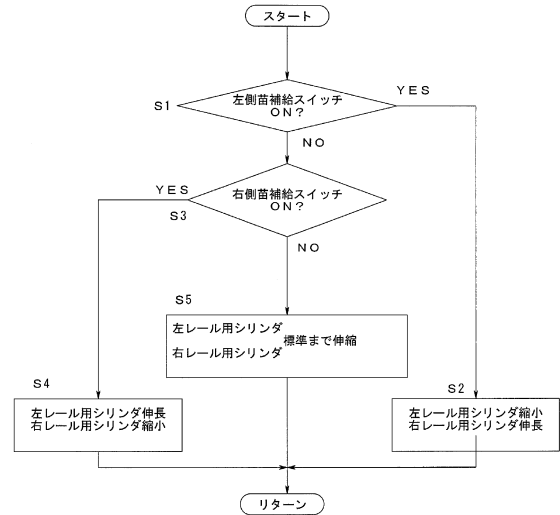 スタート
S1
左側苗補給スイッチ
ON?
YES
NO
YES
S3
右側苗補給スイッチ
ON?
NO
S5
左レール用シリンダ
標準まで伸縮
右レール用シリンダ
S4
左レール用シリンダ伸長
右レール用シリンダ縮小
S2
左レール用シリンダ縮小
右レール用シリンダ伸長
リターン